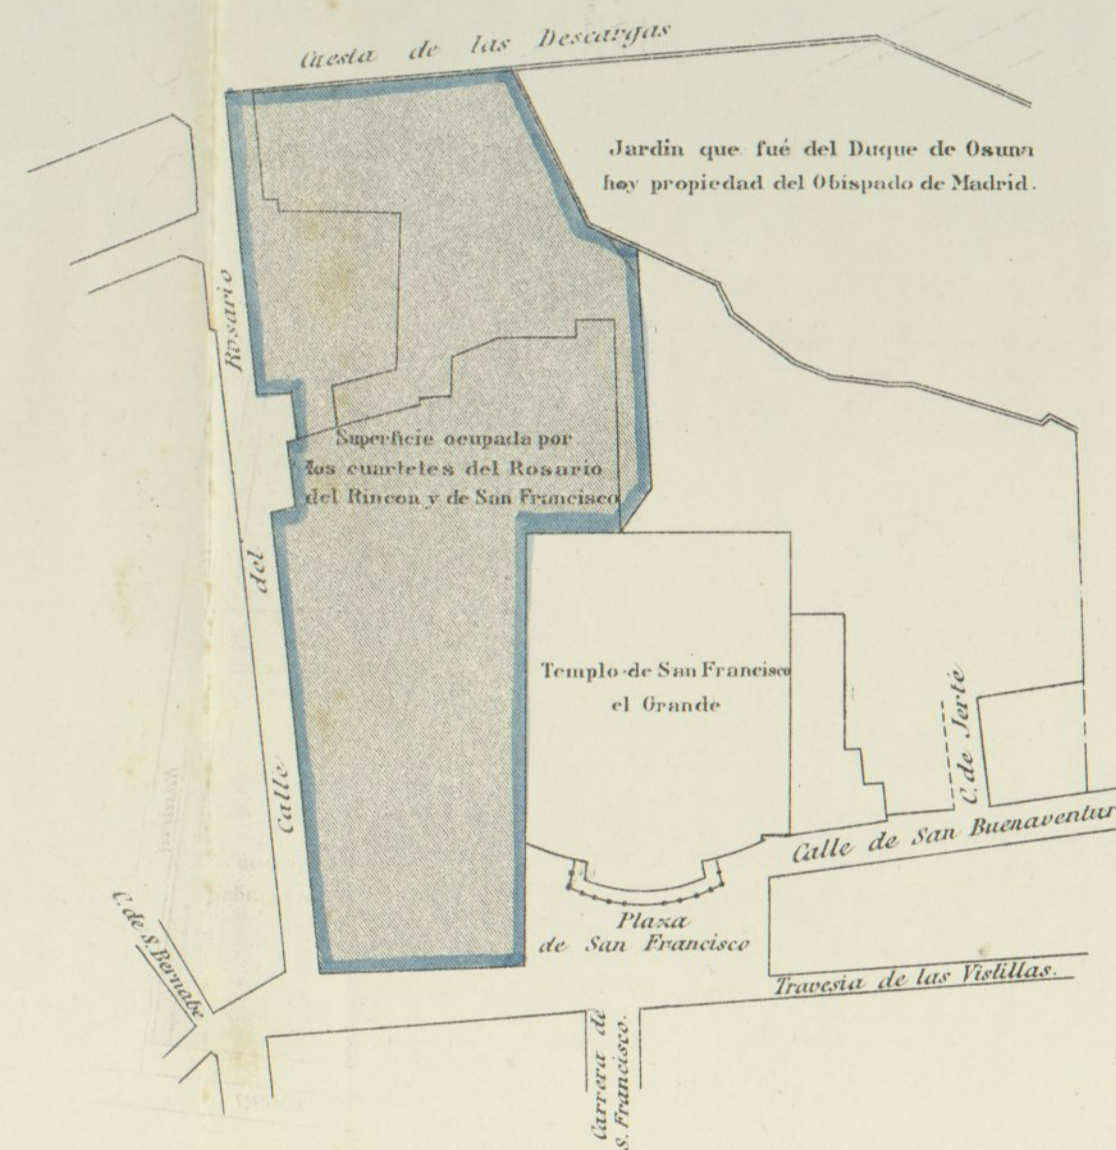 Cuesta de las Descargas
Jardin que fué del Duque de Osuna
hoy propiedad del Obispado de Madrid.
Calle del Rosario
Superficie ocupada por
los cuarteles del Rosario
del Rincon y de San Francisco
Templo de San Francisco
el Grande
C. de Jerté
Calle de San Buenaventur
Plaza
de San Francisco
Travesia de las Vistillas.
C. de S. Bernabe
Carrera de
S. Francisco.